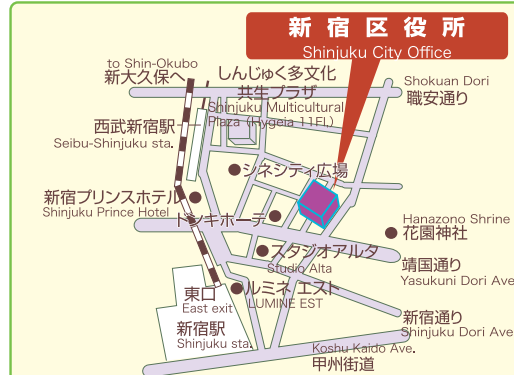 新宿区役所
Shinjuku City Office
to Shin-Okubo
新大久保へ
しんじゅく多文化
共生プラザ
Shinjuku Multicultural
Plaza (Hygeia 11FL)
Shokuan Dori
職安通り
西武新宿駅
Seibu-Shinjuku sta.
シネシティ広場
新宿プリンスホテル
Shinjuku Prince Hotel
ドンキホーテ
Hanazono Shrine
花園神社
スタジオアルタ
Studio Alta
靖国通り
Yasukuni Dori Ave.
東口
East exit
ルミネ エスト
LUMINE EST
新宿駅
Shinjuku sta.
新宿通り
Shinjuku Dori Ave.
Koshu Kaido Ave.
甲州街道